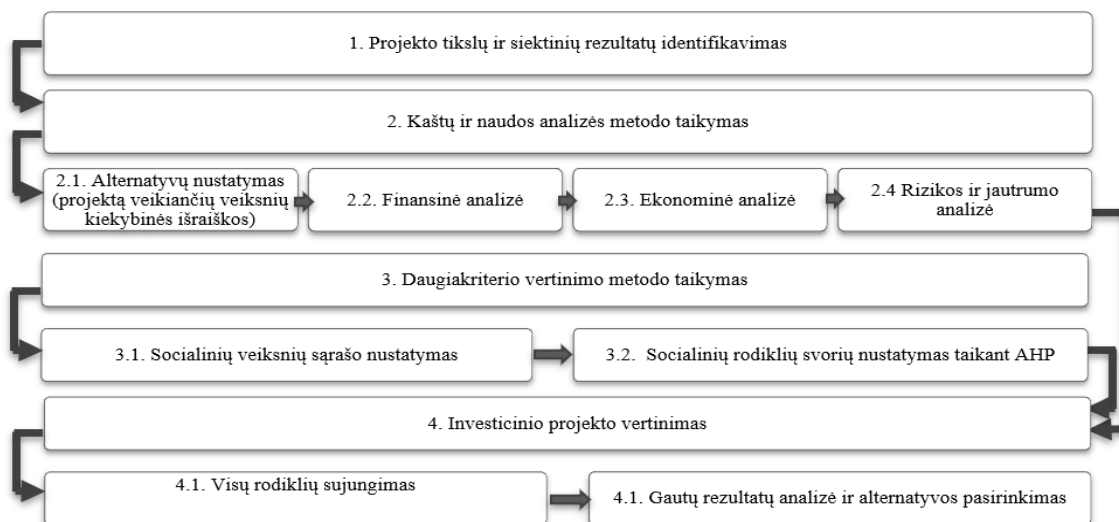 1. Projekto tikslų ir siektinių rezultatų identifikavimas
2. Kaštų ir naudos analizės metodo taikymas
2.1. Alternatyvų nustatymas
(projektą veikiančių veiksnių
kiekybinės išraiškos)
2.2. Finansinė analizė
2.3. Ekonominė analizė
2.4 Rizikos ir jautrumo
analizė
3. Daugiakriterio vertinimo metodo taikymas
3.1. Socialinių veiksnių sąrašo nustatymas
3.2. Socialinių rodiklių svorių nustatymas taikant AHP
4. Investicinio projekto vertinimas
4.1. Visų rodiklių sujungimas
4.1. Gautų rezultatų analizė ir alternatyvos pasirinkimas